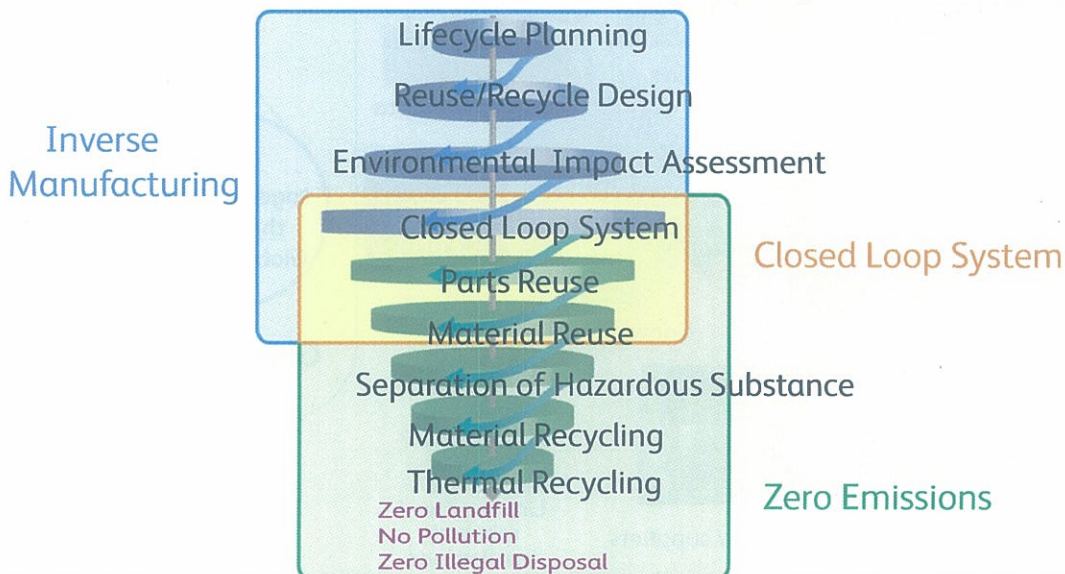 Lifecycle Planning
Reuse/Recycle Design
Inverse
Manufacturing
Environmental Impact Assessment
Closed Loop System
Closed Loop System
Parts Reuse
Material Reuse
Separation of Hazardous Substance
Material Recycling
Thermal Recycling
Zero Emissions
Zero Landfill
No Pollution
Zero Illegal Disposal